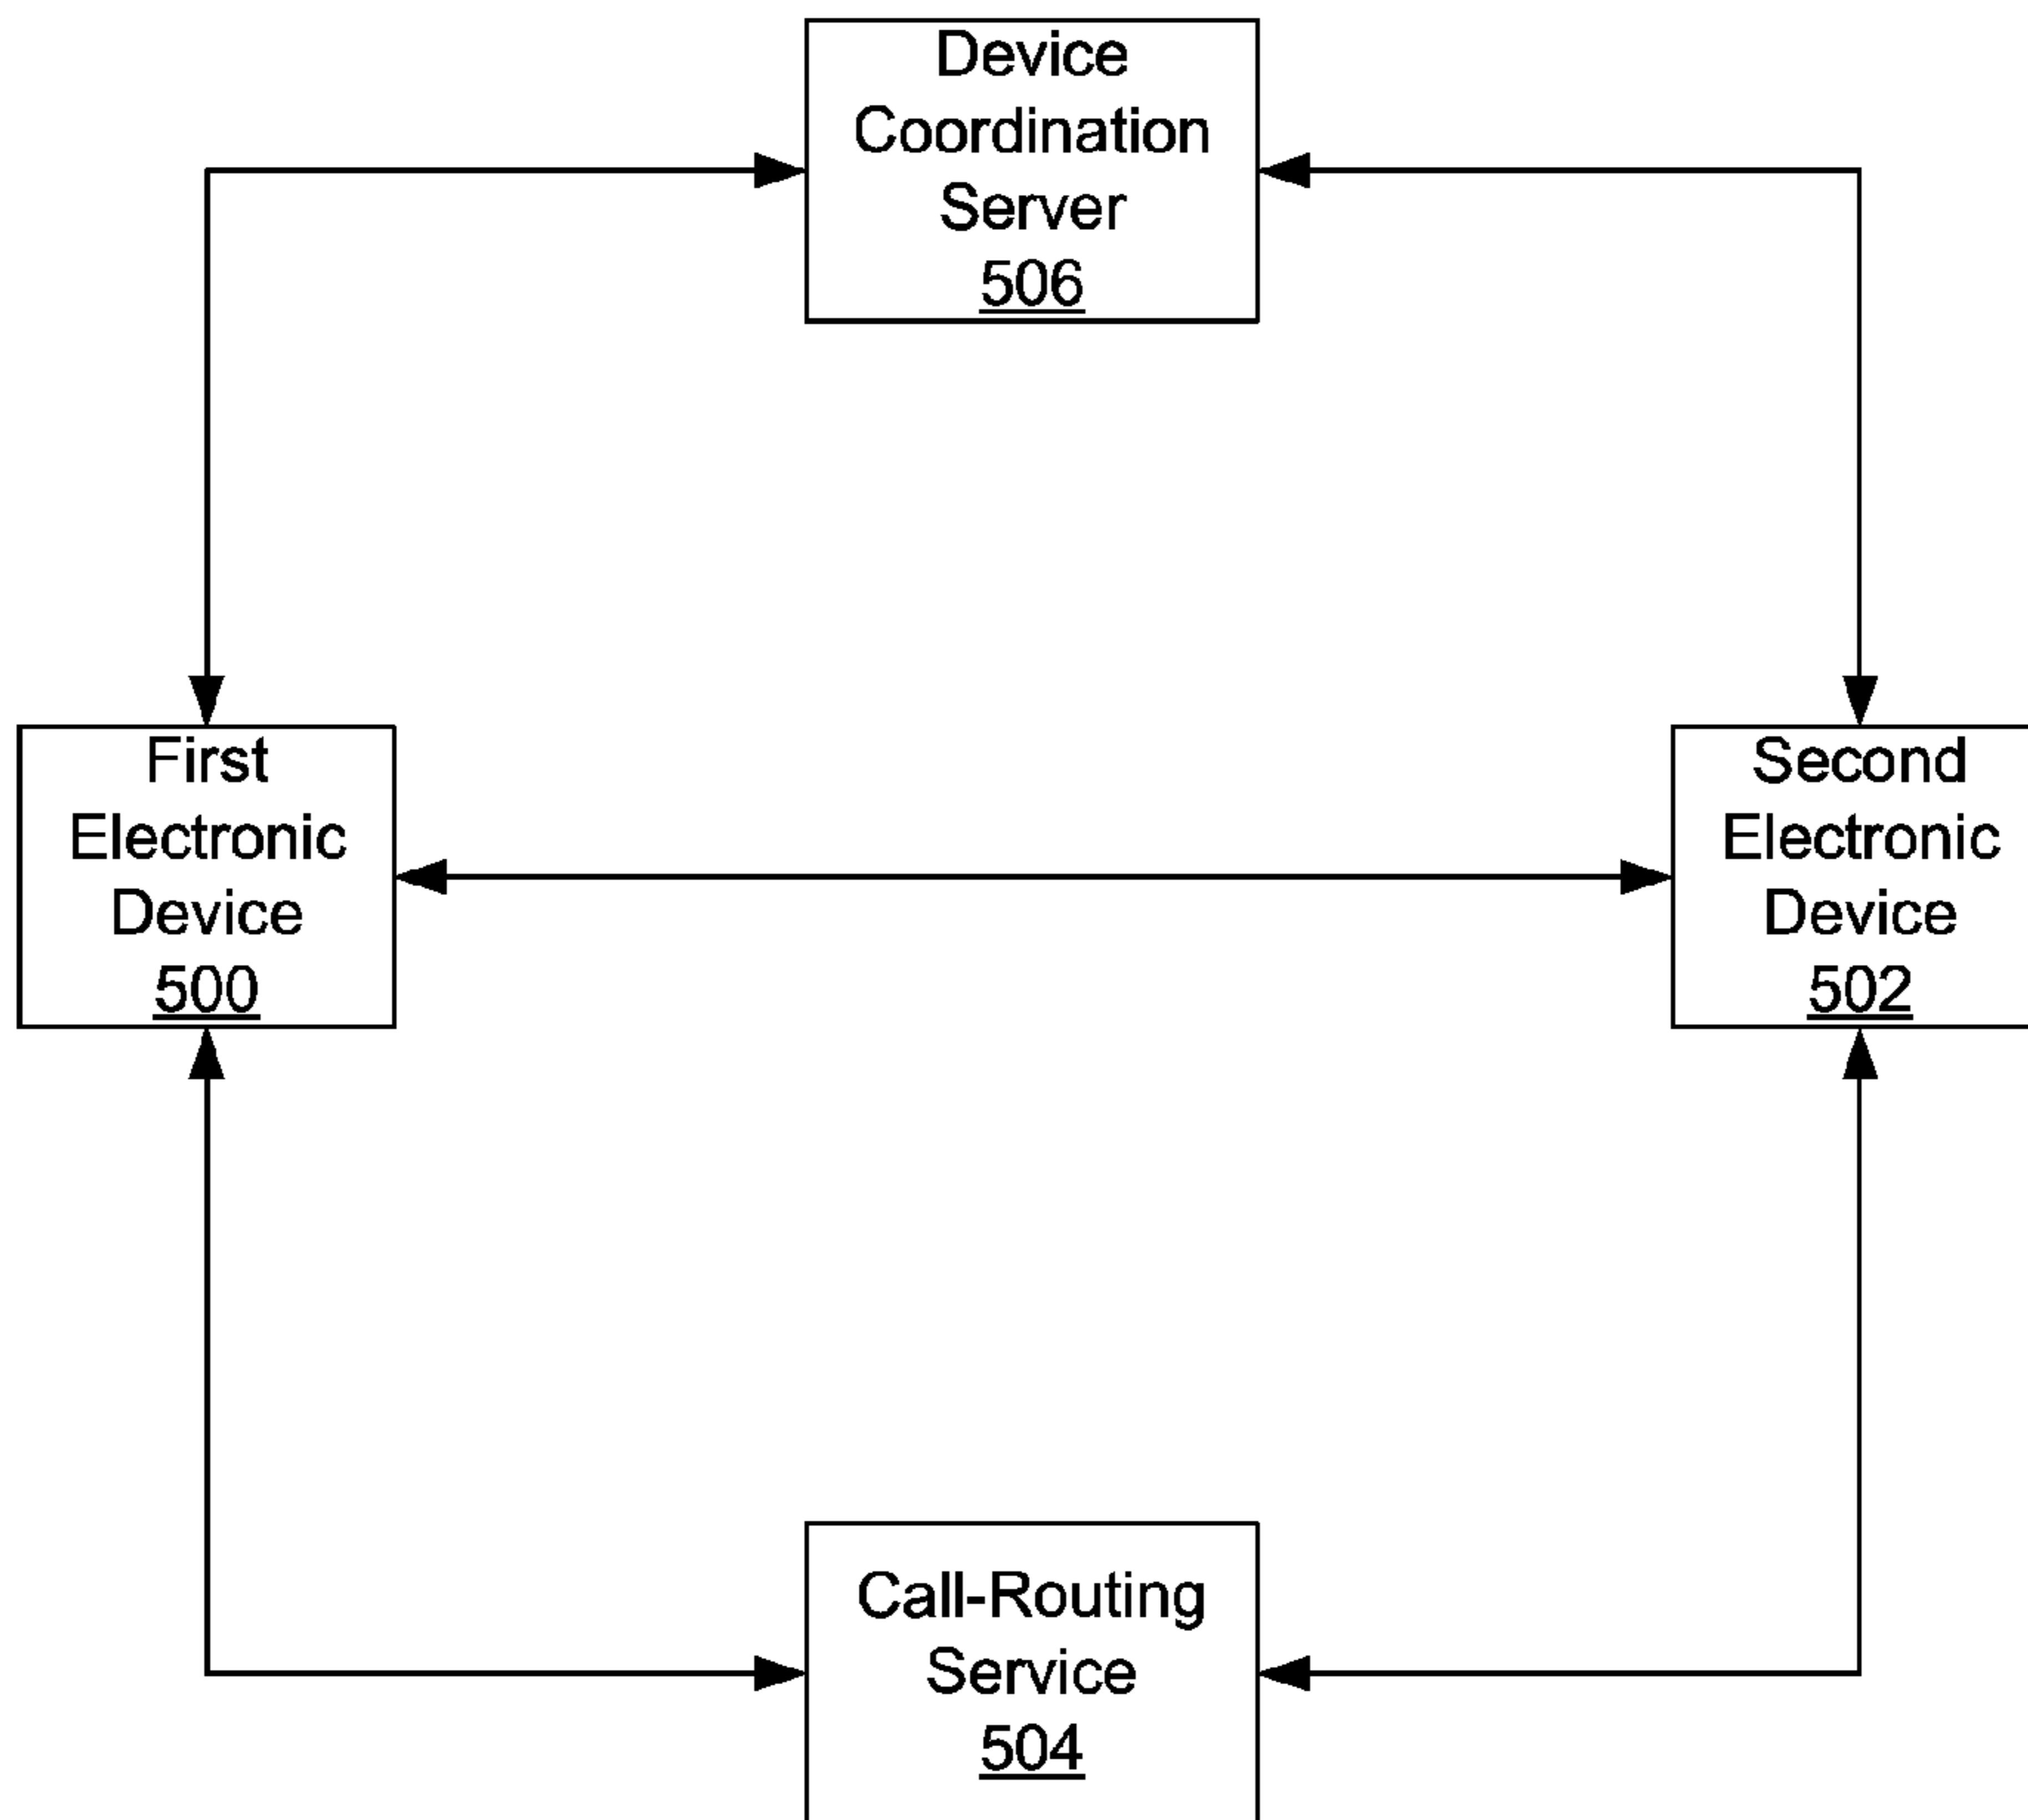 Device
Coordination
Server
506
First
Electronic
Device
500
Second
Electronic
Device
502
Call-Routing
Service
504